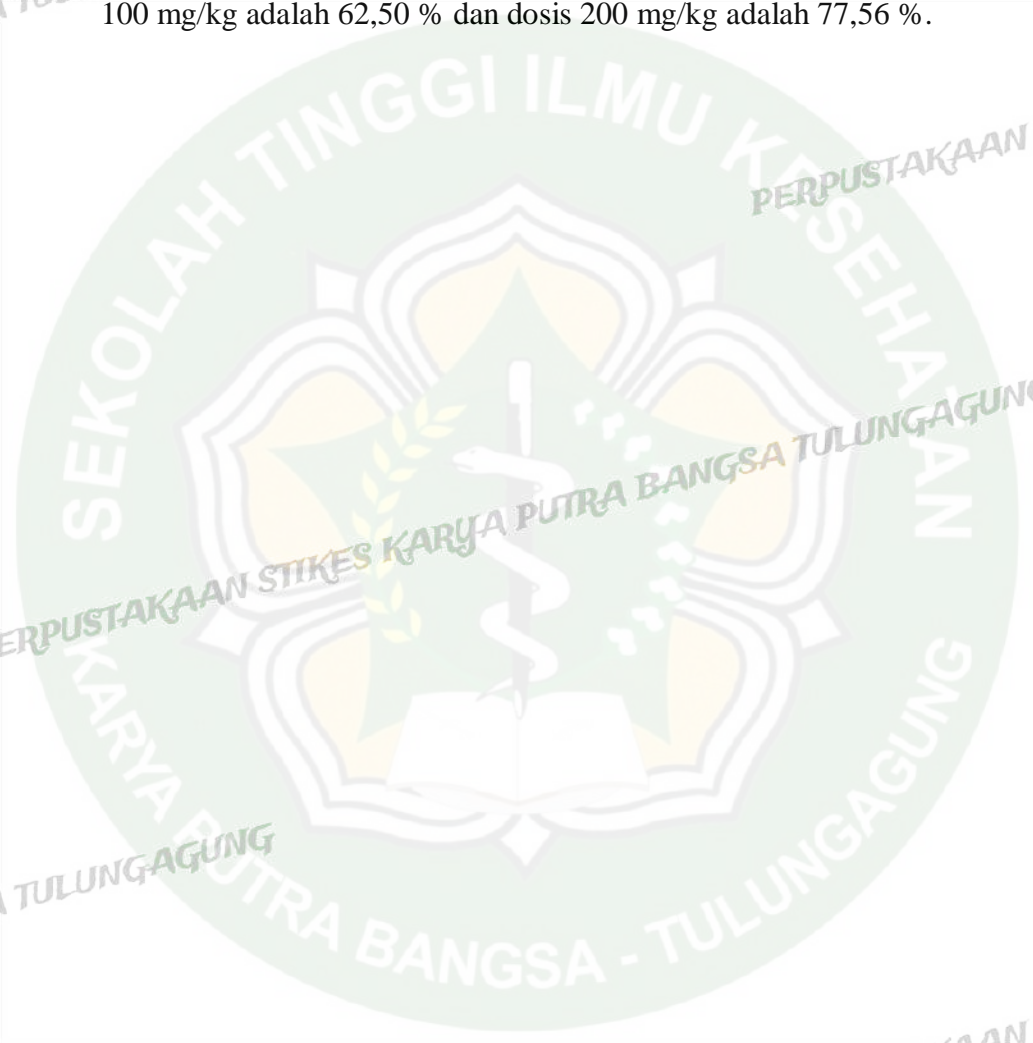 100 mg/kg adalah 62,50 % dan dosis 200 mg/kg adalah 77,56 %.
SEKOLAH TINGGI ILMU KESEHATAN
PERPUSTAKAAN
ERPUSTAKAAN STIKES KARYA PUTRA BANGSA TULUNGAGUNG
TULUNGAGUNG
KARYA PUTRA BANGSA - TULUNGAGUNG